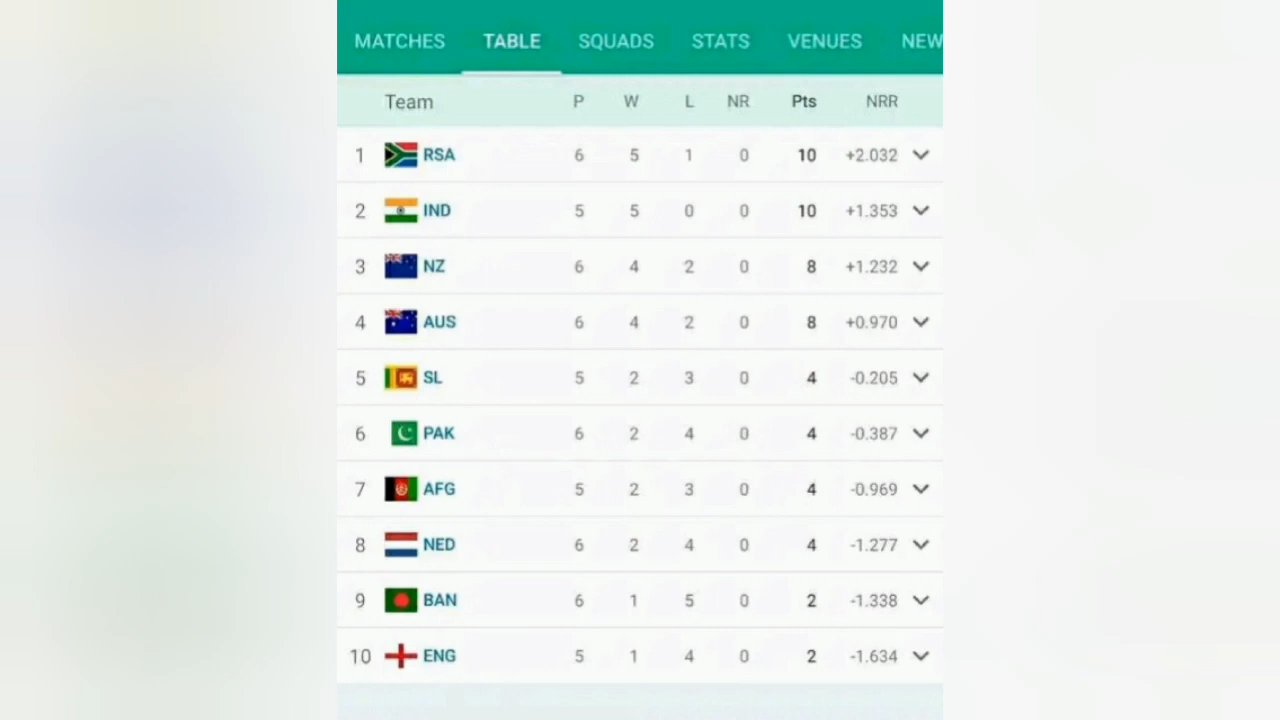 MATCHES TABLE SQUADS STATS VENUES NEW
Team P W L NR Pts NRR
1 RSA 6 5 1 0 10 +2.032
2 IND 5 5 0 0 10 +1.353
3 NZ 6 4 2 0 8 +1.232
4 AUS 6 4 2 0 8 +0.970
5 SL 5 2 3 0 4 -0.205
6 PAK 6 2 4 0 4 -0.387
7 AFG 5 2 3 0 4 -0.969
8 NED 6 2 4 0 4 -1.277
9 BAN 6 1 5 0 2 -1.338
10 ENG 5 1 4 0 2 -1.634